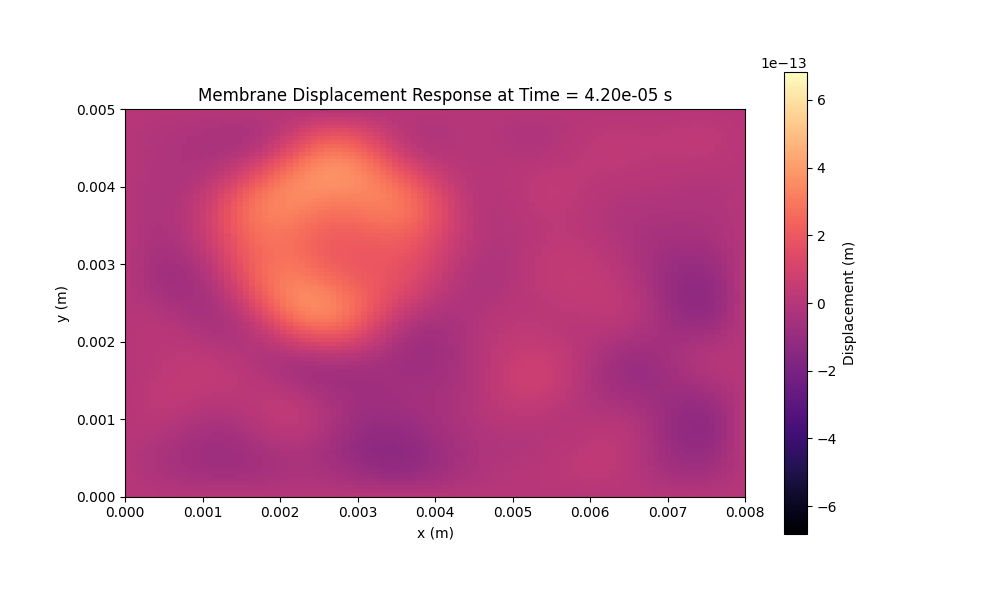 1e−13
Membrane Displacement Response at Time = 4.20e-05 s
0.005
0.004
0.003
0.002
0.001
0.000
y (m)
0.000 0.001 0.002 0.003 0.004 0.005 0.006 0.007 0.008
x (m)
6
4
2
0
−2
−4
−6
Displacement (m)